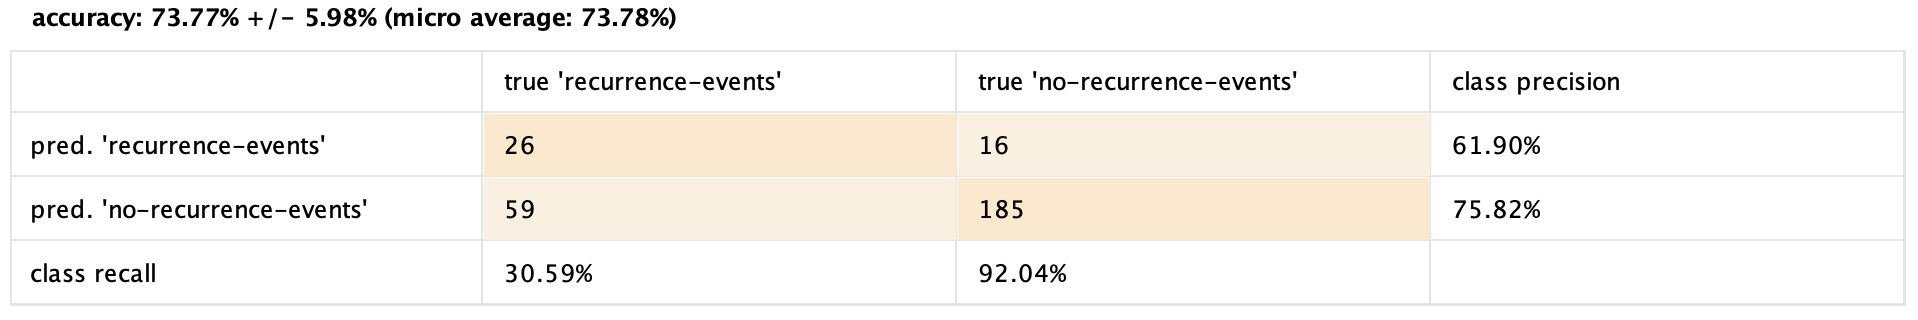 accuracy: 73.77% +/- 5.98% (micro average: 73.78%)
true 'recurrence-events' true 'no-recurrence-events' class precision
pred. 'recurrence-events' 26 16 61.90%
pred. 'no-recurrence-events' 59 185 75.82%
class recall 30.59% 92.04%